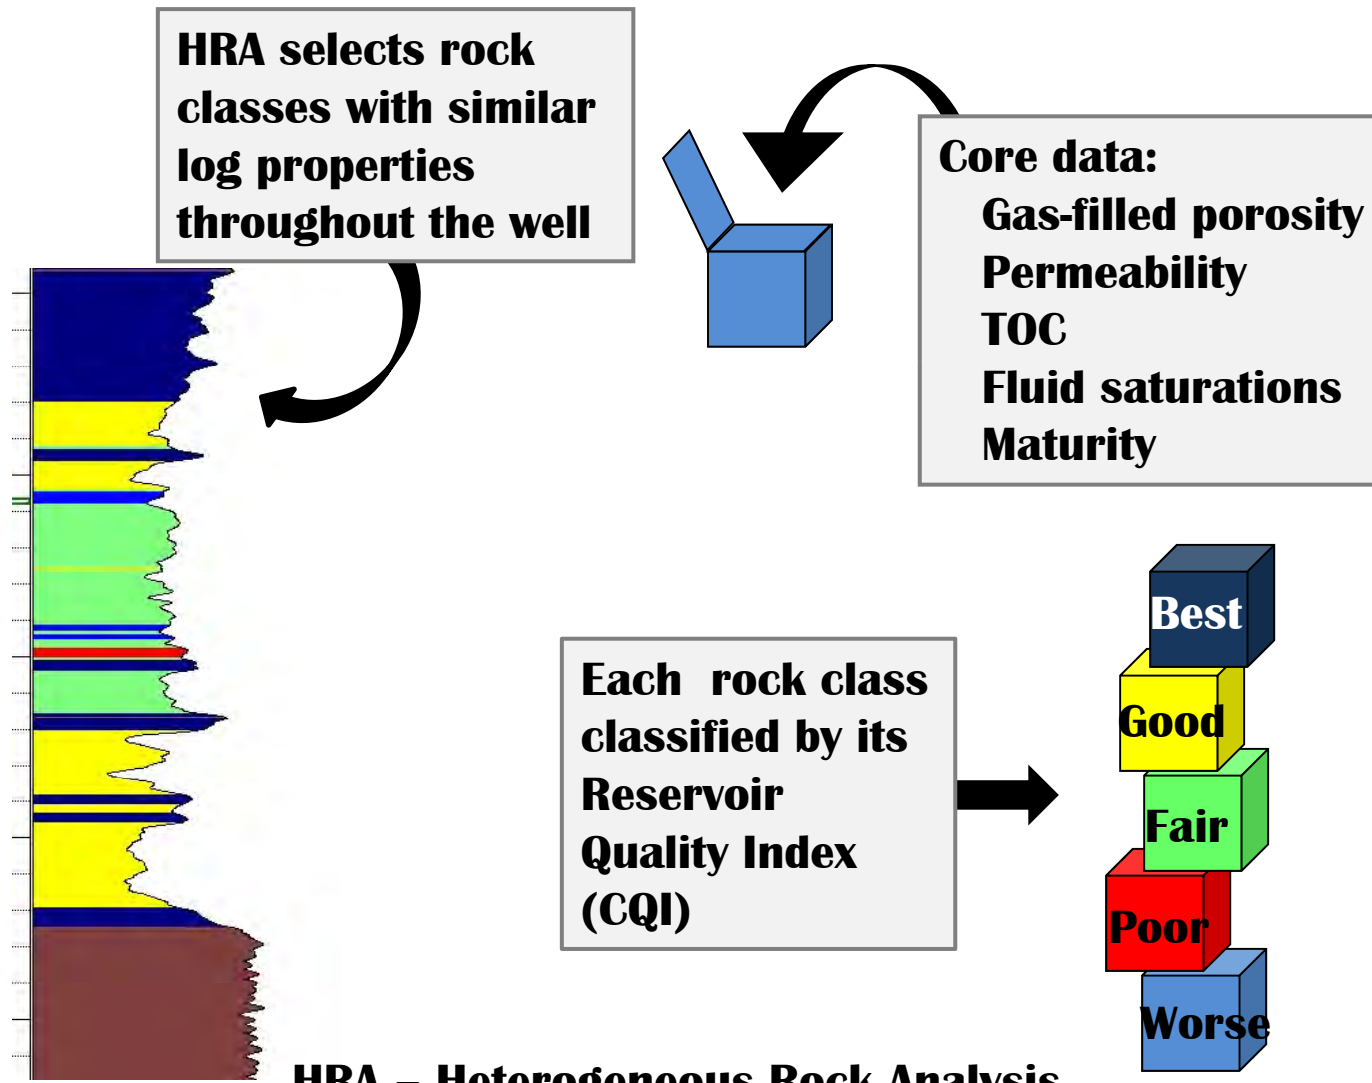 HRA selects rock
classes with similar
log properties
throughout the well
Core data:
Gas-filled porosity
Permeability
TOC
Fluid saturations
Maturity
Each rock class
classified by its
Reservoir
Quality Index
(CQI)
Best
Good
Fair
Poor
Worse
HRA – Heterogeneous Rock Analysis